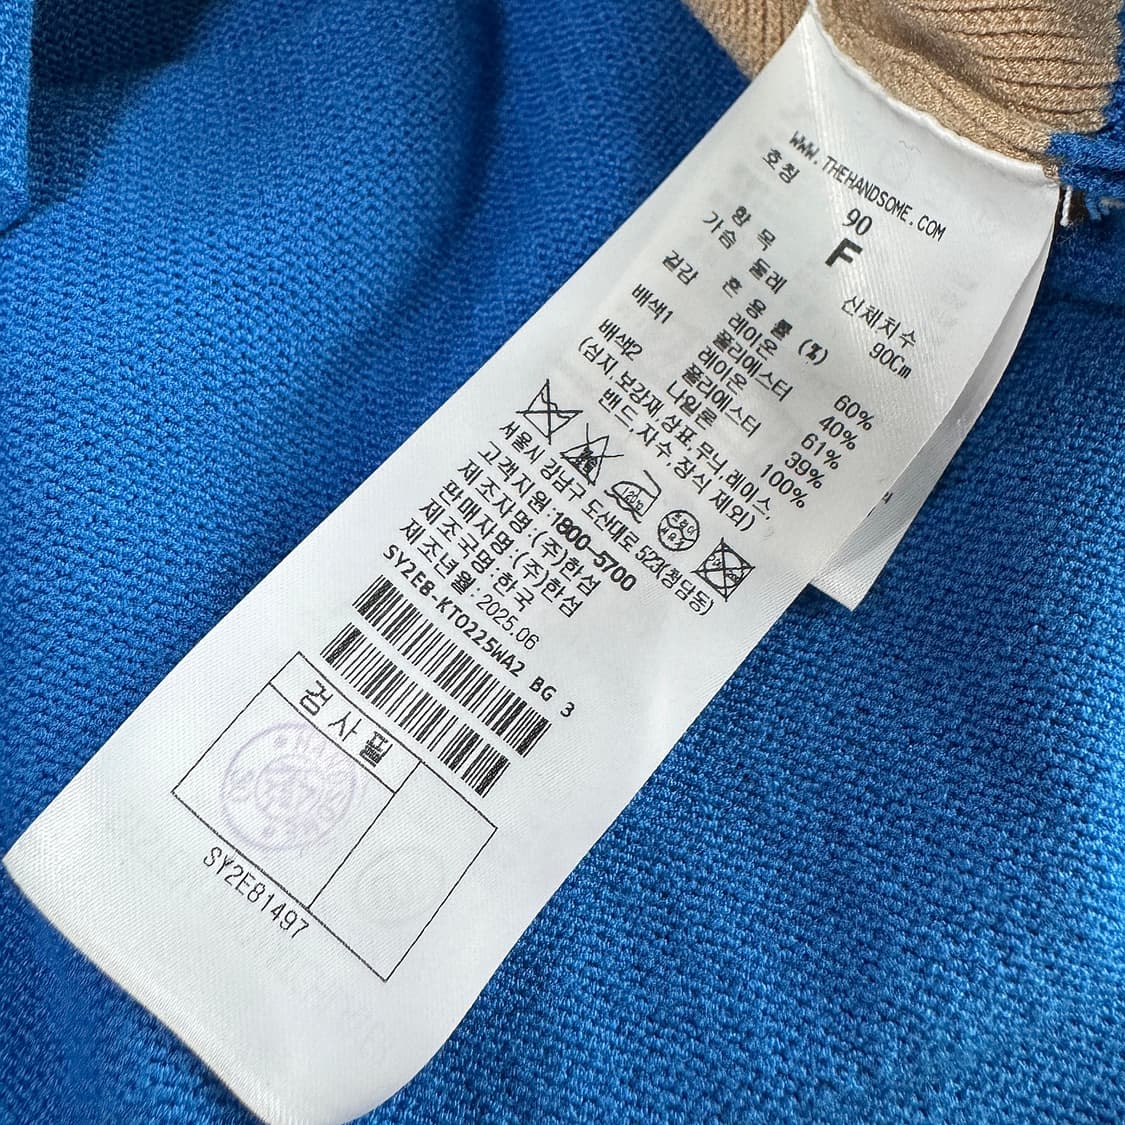 WWW.THEHANDSOME.COM
호칭 90
F
항목 신체치수
가슴 둘레 90Cm
혼 용 률 (%)
겉감 레이온 60%
폴리에스터 40%
배색1 레이온 61%
폴리에스터 39%
배색2 나일론 100%
(심지,보강재,상표,무늬,레이스,
밴드,자수,장식 제외)
서울시 강남구 도산대로 523(청담동)
고객지원:1800-5700
제조자명:(주)한섬
판매자명:(주)한섬
제조국명:한국
제조년월:2025.06
SY2E8-KTO225WA2 BG 3
검사필
SY2E81497